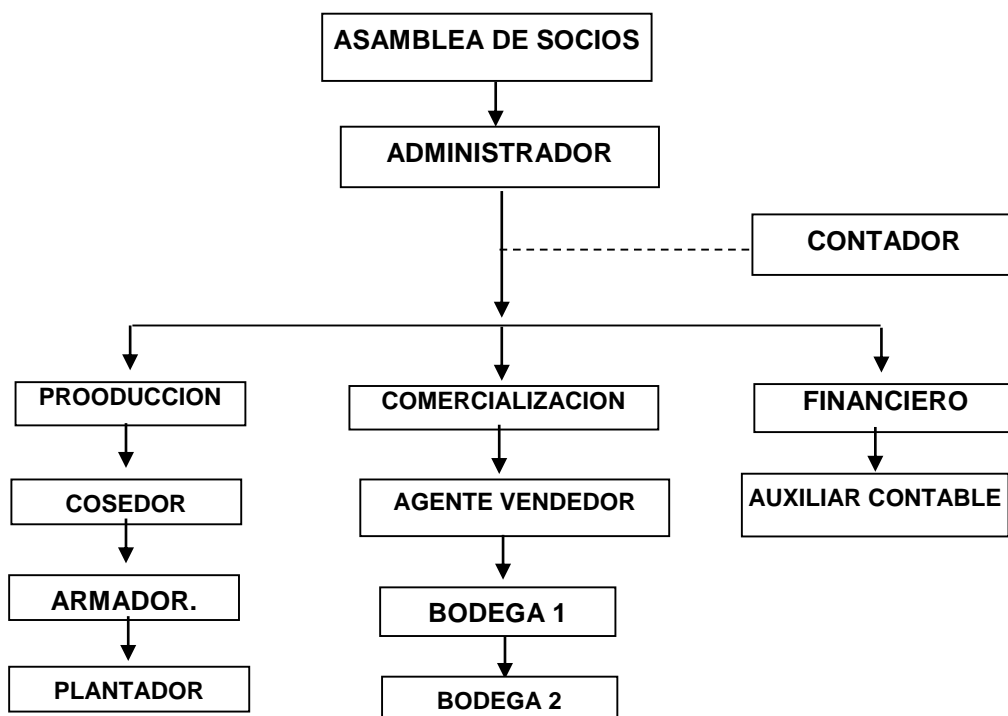 ASAMBLEA DE SOCIOS
ADMINISTRADOR
CONTADOR
PROODUCCION
COMERCIALIZACION
FINANCIERO
COSEDOR
AGENTE VENDEDOR
AUXILIAR CONTABLE
ARMADOR.
BODEGA 1
PLANTADOR
BODEGA 2